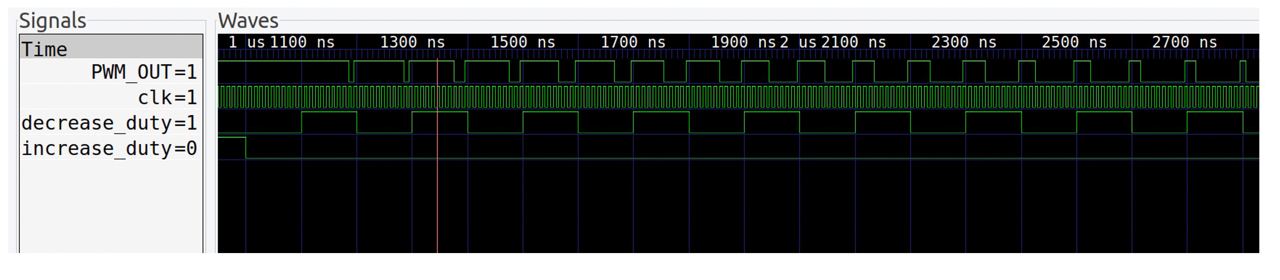 Signals
Waves
Time
1 us 1100 ns 1300 ns 1500 ns 1700 ns 1900 ns 2 us 2100 ns 2300 ns 2500 ns 2700 ns
PWM_OUT=1
clk=1
decrease_duty=1
increase_duty=0